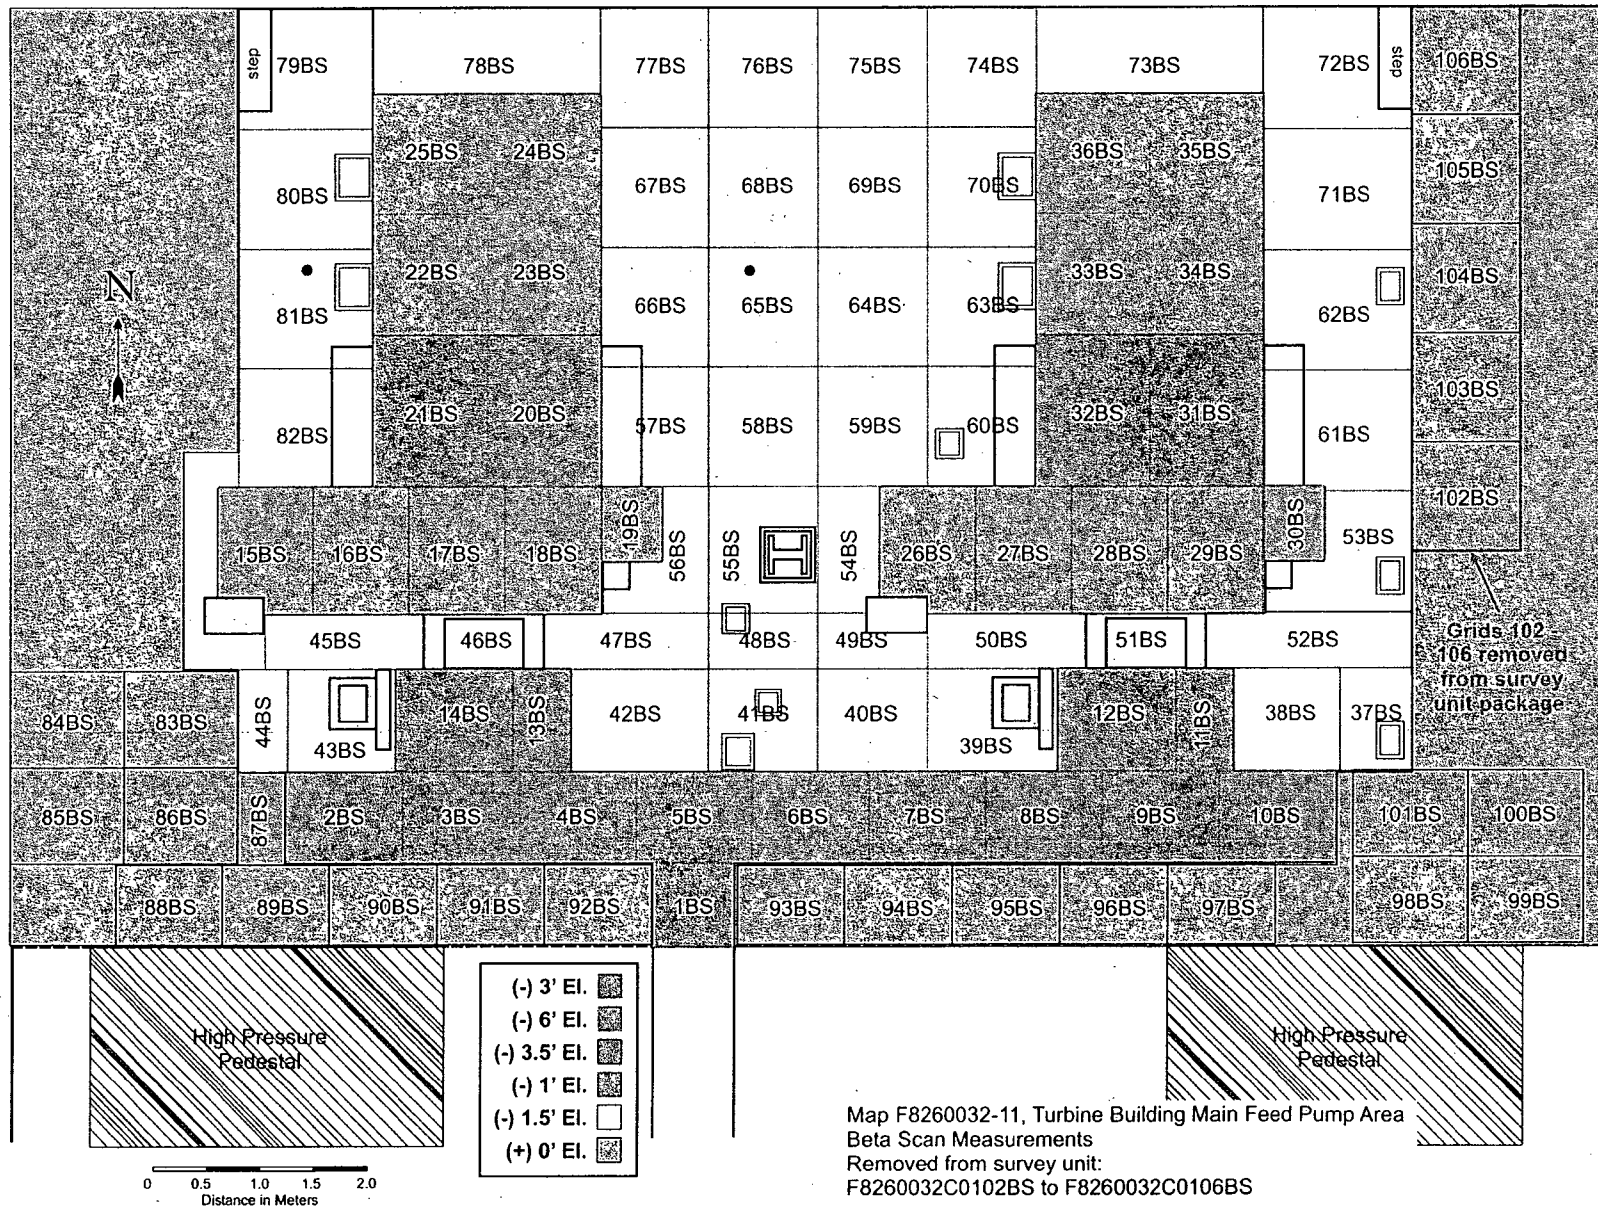 step
79BS
78BS
77BS
76BS
75BS
74BS
73BS
72BS
step
106BS
25BS
24BS
36BS
35BS
105BS
80BS
67BS
68BS
69BS
70BS
71BS
N
22BS
23BS
33BS
34BS
104BS
81BS
66BS
65BS
64BS
63BS
62BS
103BS
82BS
21BS
20BS
57BS
58BS
59BS
60BS
32BS
31BS
61BS
102BS
15BS
16BS
17BS
18BS
19BS
56BS
55BS
H
54BS
26BS
27BS
28BS
29BS
30BS
53BS
45BS
46BS
47BS
48BS
49BS
50BS
51BS
52BS
Grids 102
106 removed
from survey
unit package
84BS
83BS
44BS
43BS
14BS
13BS
42BS
41BS
40BS
39BS
12BS
11BS
38BS
37BS
85BS
86BS
87BS
2BS
3BS
4BS
5BS
6BS
7BS
8BS
9BS
10BS
101BS
100BS
88BS
89BS
90BS
91BS
92BS
1BS
93BS
94BS
95BS
96BS
97BS
98BS
99BS
High Pressure
Pedestal
(-) 3' El.
(-) 6' El.
(-) 3.5' El.
(-) 1' El.
(-) 1.5' El.
(+) 0' El.
High Pressure
Pedestal
0 0.5 1.0 1.5 2.0
Distance in Meters
Map F8260032-11, Turbine Building Main Feed Pump Area
Beta Scan Measurements
Removed from survey unit:
F8260032C0102BS to F8260032C0106BS